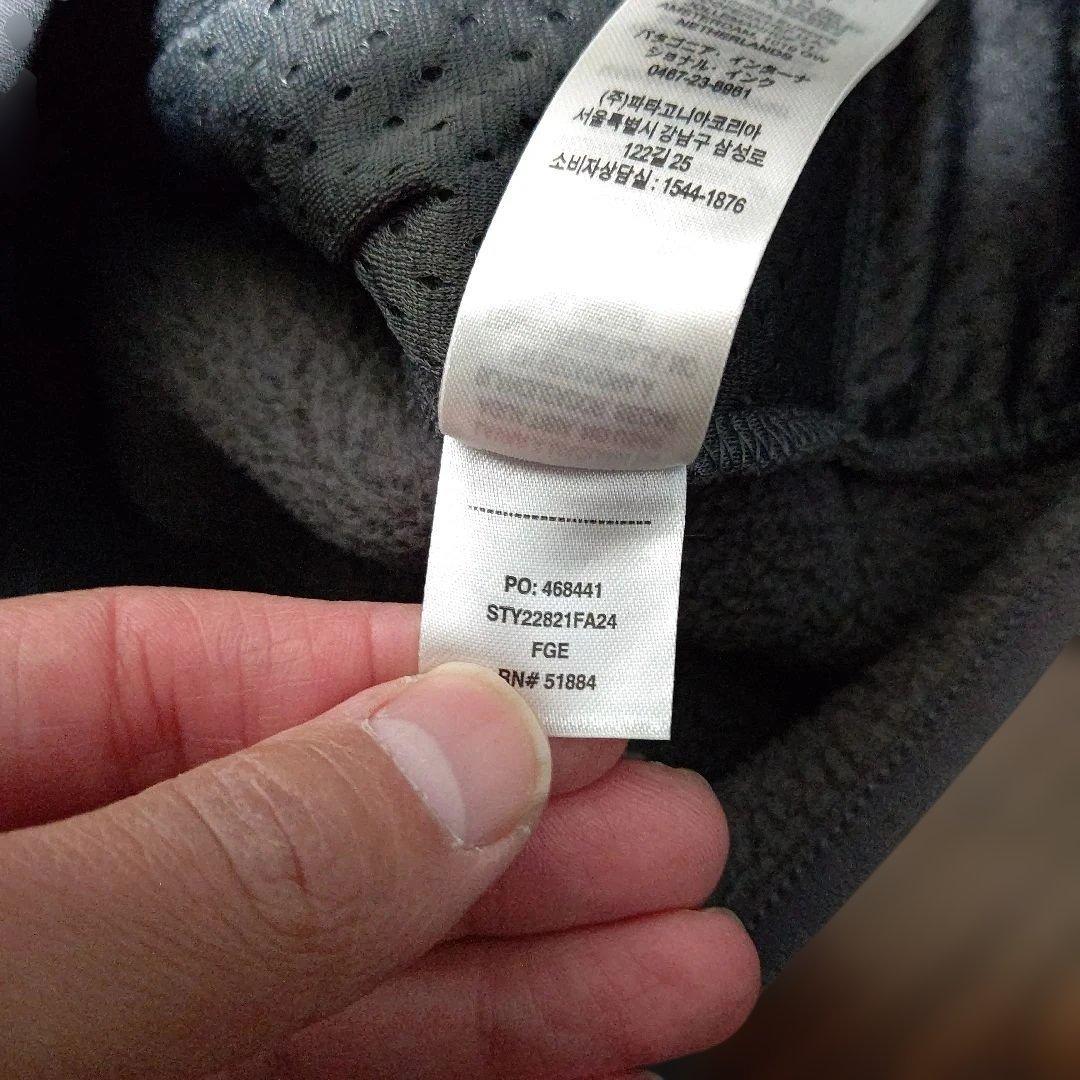 NETHERLANDS
パタゴニア、インターナ
ショナル、インク
0467-23-8961
(주)파타고니아코리아
서울특별시 강남구 삼성로
122길 25
소비자상담실 : 1544-1876
PO: 468441
STY22821FA24
FGE
RN# 51884